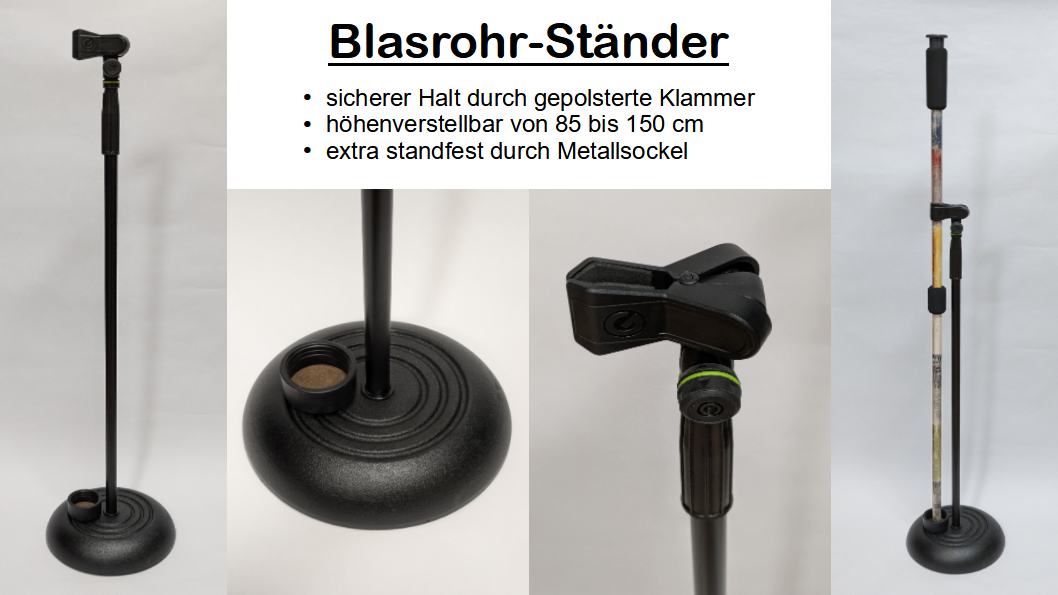 Blasrohr-Ständer
• sicherer Halt durch gepolsterte Klammer
• höhenverstellbar von 85 bis 150 cm
• extra standfest durch Metallsockel